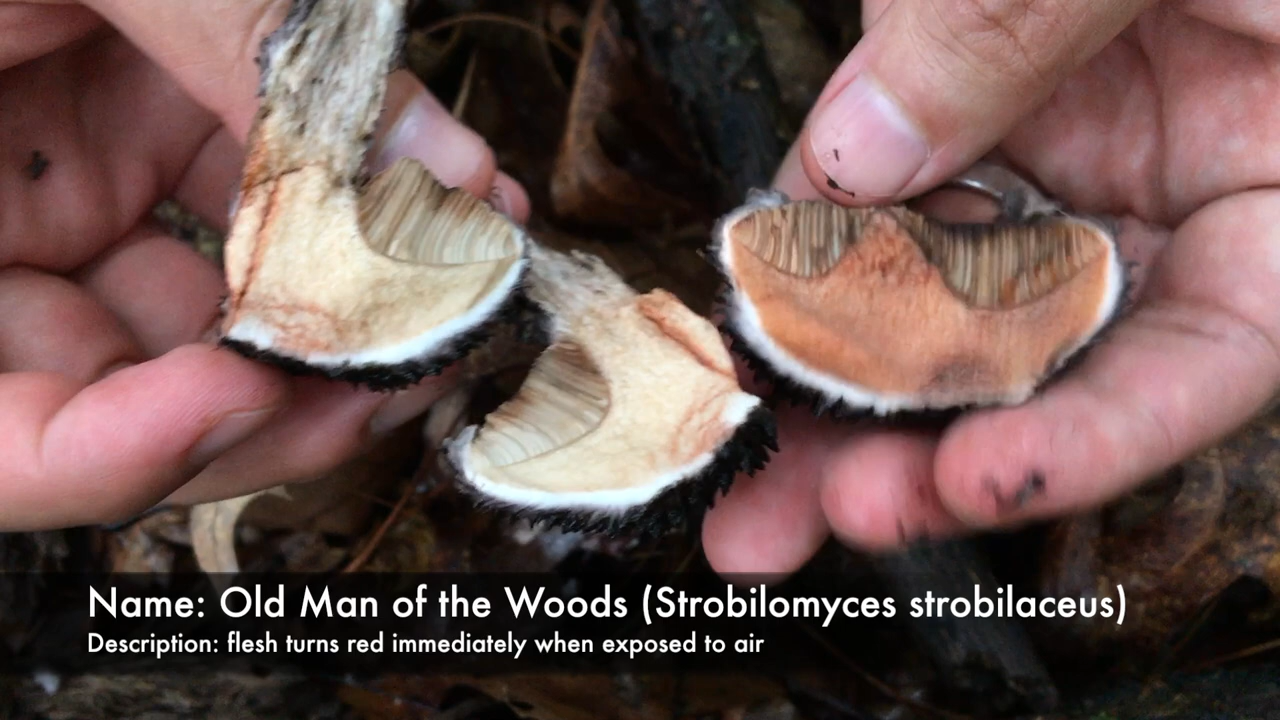 Name: Old Man of the Woods (Strobilomyces strobilaceus)
Description: flesh turns red immediately when exposed to air